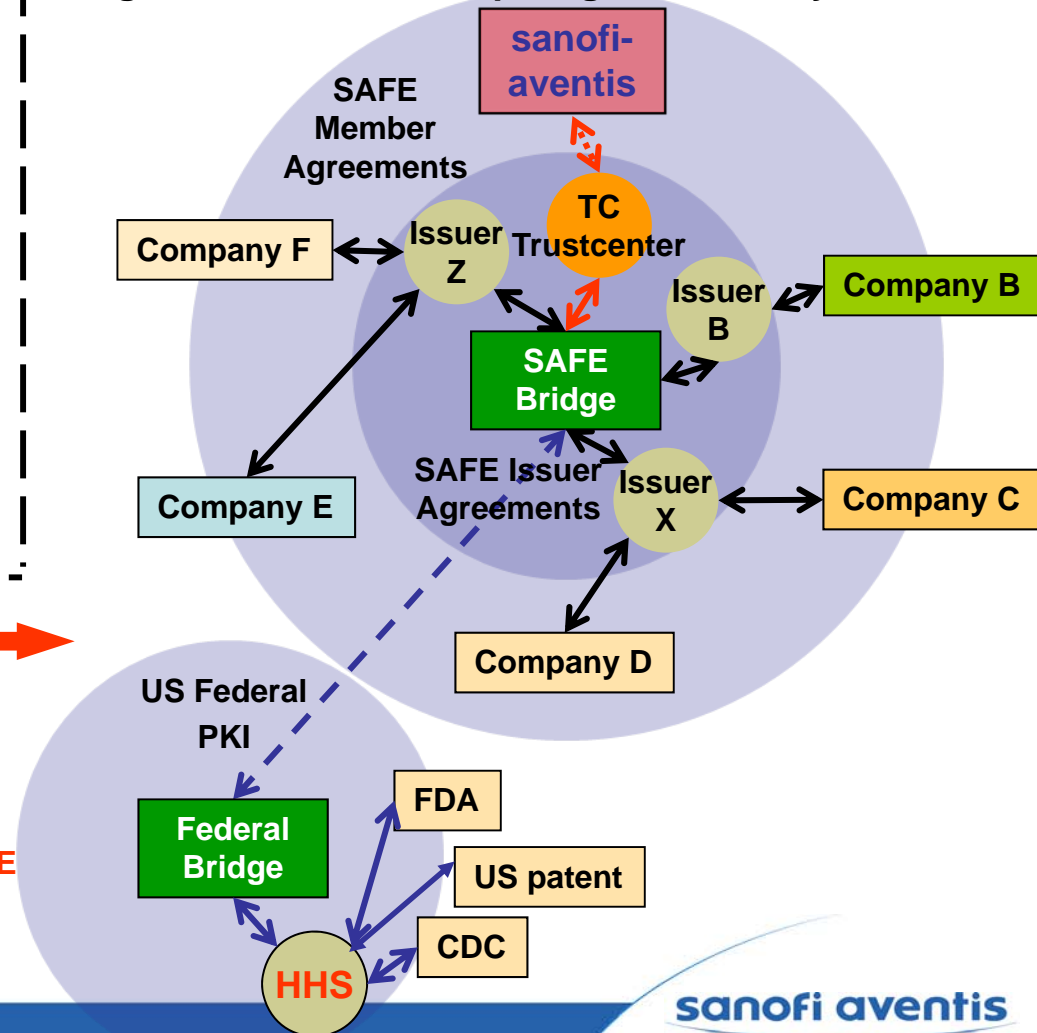 sanofi-
aventis
SAFE
Member
Agreements
TC
Trustcenter
Issuer
Z
Company F
Issuer
B
Company B
SAFE
Bridge
SAFE Issuer
Agreements
Issuer
X
Company C
Company E
Company D
US Federal
PKI
FDA
Federal
Bridge
E
US patent
CDC
HHS
sanofi aventis